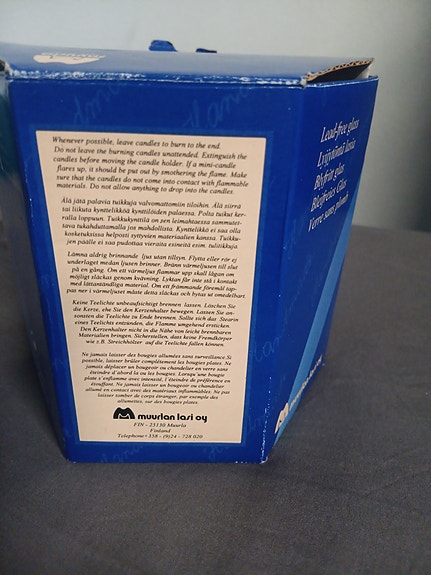 Whenever possible, leave candles to burn to the end.
Do not leave the burning candles unattended. Extinguish the
candles before moving the candle holder. If a mini-candle
flares up, it should be put out by smothering the flame. Make
sure that the candles do not come into contact with flammable
materials. Do not allow anything to drop into the candles.
Älä jätä palavia tuikkuja valvomattomiin tiloihin. Älä siirrä
tai liikuta kynttelikköä kynttilöiden palaessa. Polta tuikut ker-
ralla loppuun. Tuikkukynttilä on sen leimahtaessa sammutet-
tava tukahduttamalla jos mahdollista. Kynttelikkö ei saa olla
kosketuksissa helposti syttyvien materiaalien kanssa. Tuikku-
jen päälle ei saa pudottaa vieraita esineitä esim. tulitikkuja.
Lämna aldrig brinnande ljus utan tillsyn. Flytta eller rör ej
underlaget medan ljusen brinner. Bränn värmeljusen till slut
på en gång. Om ett värmeljus flammar upp skall lågan om
möjligt släckas genom kvävning. Lyktan får inte stå i kontakt
med lättantändliga material. Om ett främmande föremål tap-
pas ner i värmeljuset måste detta släckas och bytas ut omedelbart.
Keine Teelichte unbeaufsichtigt brennen lassen. Löschen Sie
die Kerze, ehe Sie den Kerzenhalter bewegen. Lassen Sie an-
sonsten die Teelichte zu Ende brennen. Sollte sich das Stearin
eines Teelichts entzünden, die Flamme umgehend ersticken.
Den Kerzenhalter nicht in die Nähe von leicht brennbaren
Materialien bringen. Sicherstellen, dass keine Fremdkörper
wie z.B. Streichhölzer auf die Teelichte fallen können.
Ne jamais laisser des bougies allumées sans surveillance Si
possible, laisser brûler complètement les bougies plates. Ne
jamais déplacer un bougeoir ou chandelier en verre sans
éteindre d'abord la ou les bougies. Lorsqu'une bougie
plate s'enflamme avec intensité, l'éteindre de préférence en
étouffant. Ne jamais laisser un bougeoir ou chandelier
allumé en contact avec des matériaux inflammables. Ne pas
laisser tomber de corps étranger, par exemple des
allumettes, sur des bougies plates.
muurlan lasi oy
FIN - 25130 Muurla
Finland
Telephone +358 - (9)24 - 728 020
Lead-free glass
Lyijytöntä lasia
Blyfritt glas
Bleifreies Glas
Verre sans plomb